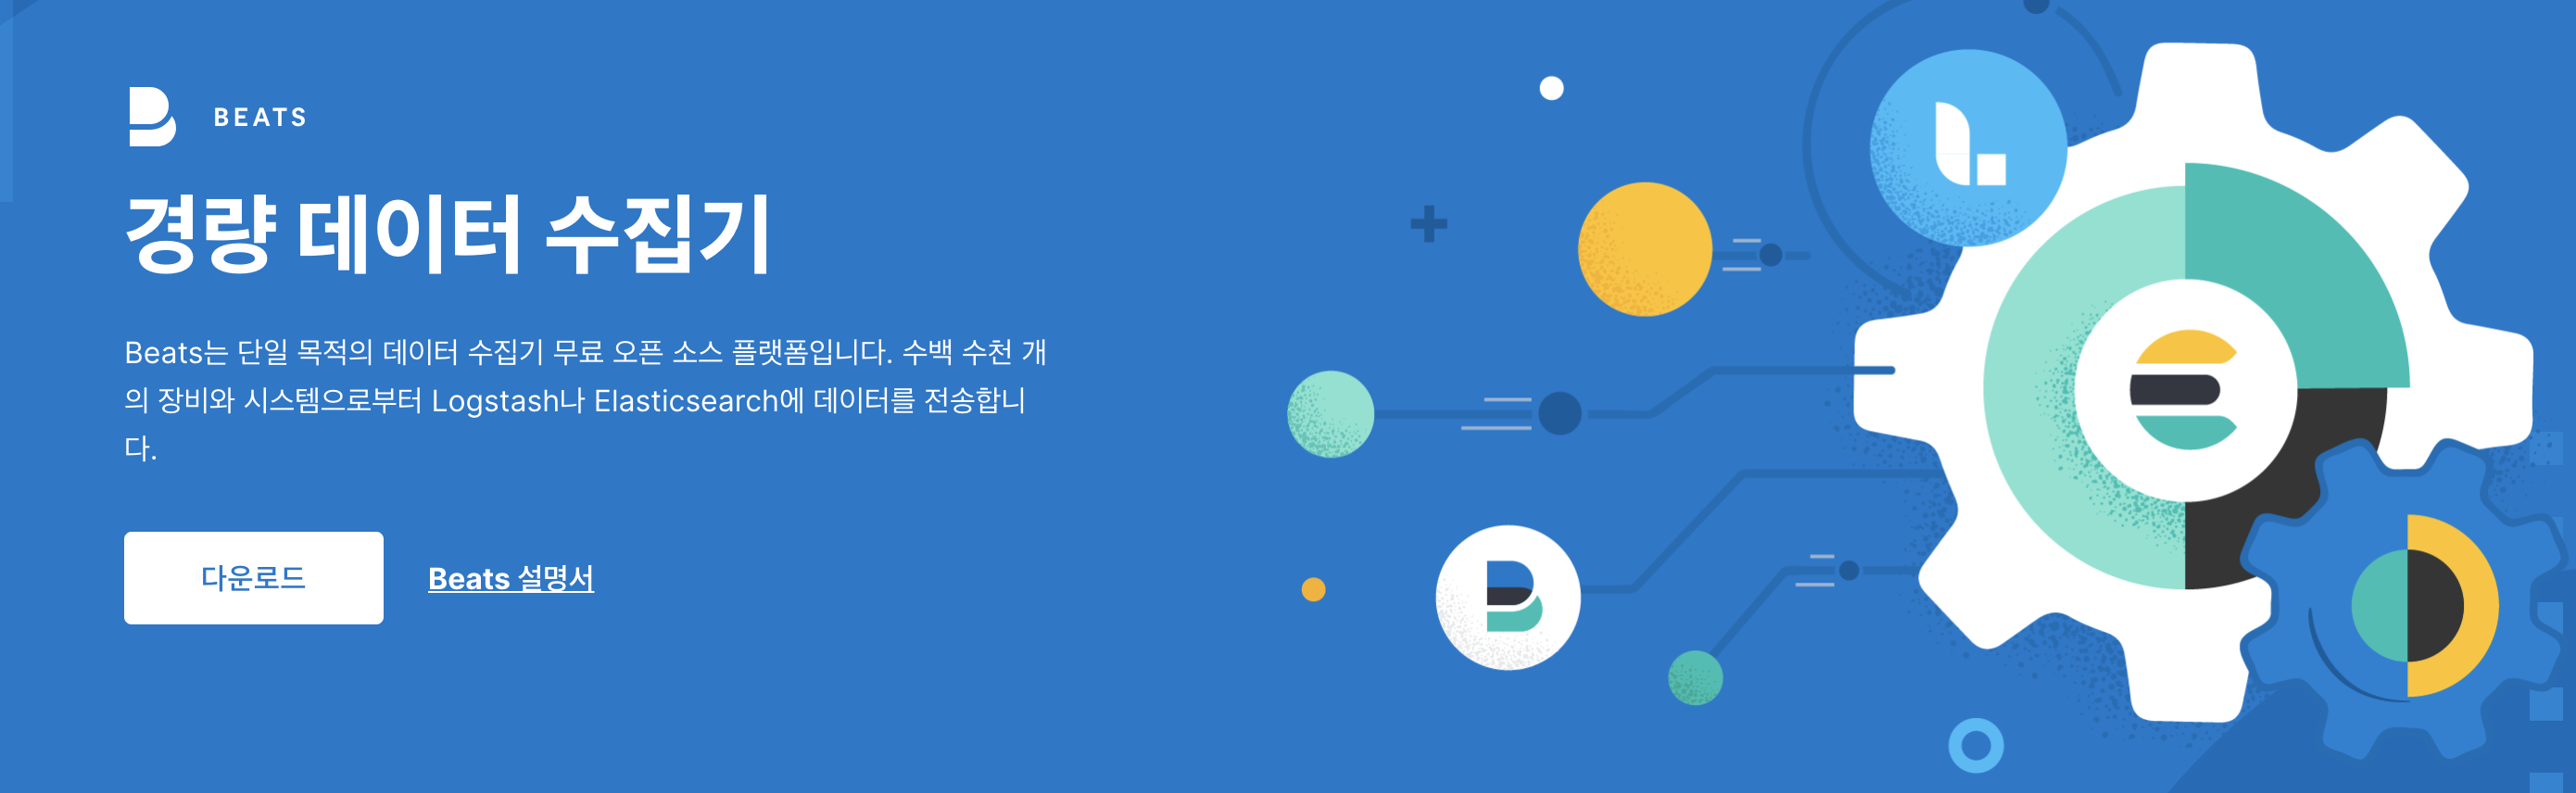 BEATS
경량 데이터 수집기
Beats는 단일 목적의 데이터 수집기 무료 오픈 소스 플랫폼입니다. 수백 수천 개
의 장비와 시스템으로부터 Logstash나 Elasticsearch에 데이터를 전송합니
다.
다운로드
Beats 설명서